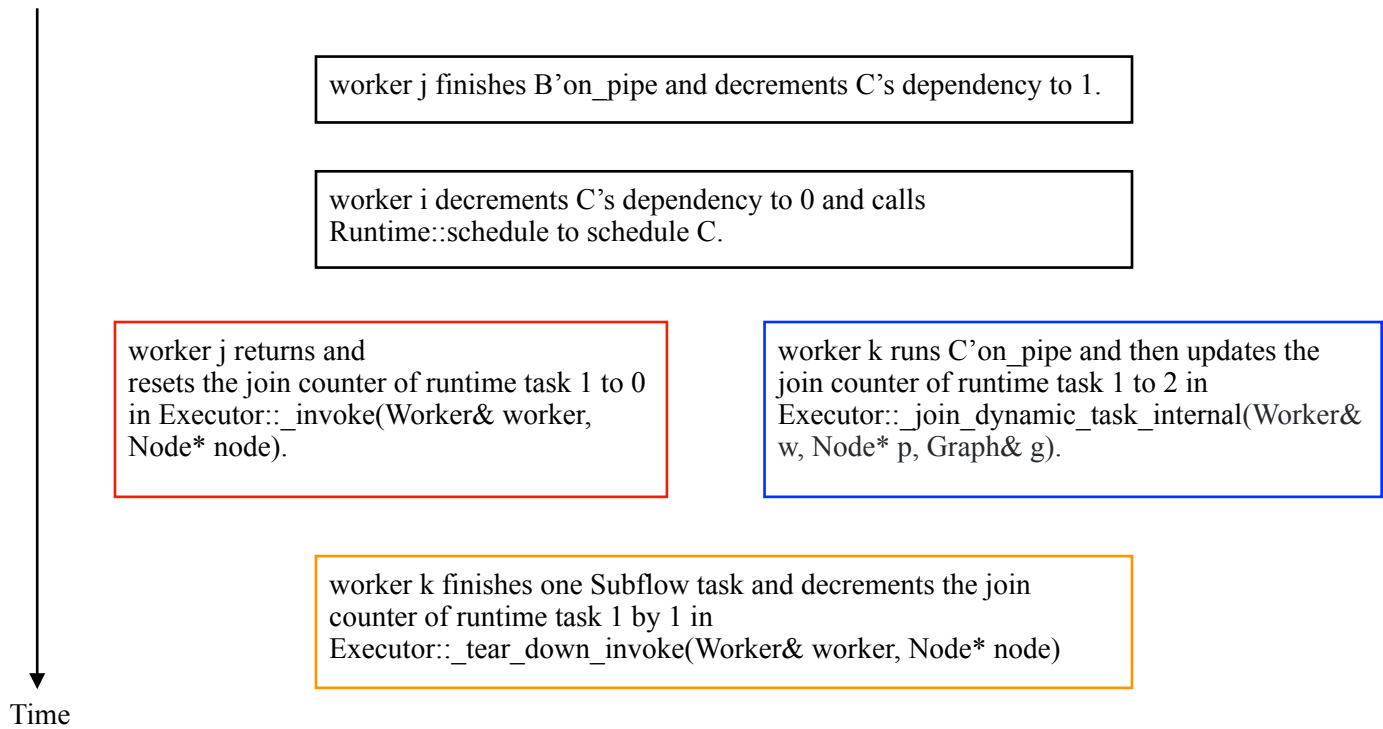 worker j finishes B’on_pipe and decrements C’s dependency to 1.
worker i decrements C’s dependency to 0 and calls
Runtime::schedule to schedule C.
worker j returns and
resets the join counter of runtime task 1 to 0
in Executor::_invoke(Worker& worker,
Node* node).
worker k runs C’on_pipe and then updates the
join counter of runtime task 1 to 2 in
Executor::_join_dynamic_task_internal(Worker&
w, Node* p, Graph& g).
worker k finishes one Subflow task and decrements the join
counter of runtime task 1 by 1 in
Executor::_tear_down_invoke(Worker& worker, Node* node)
Time